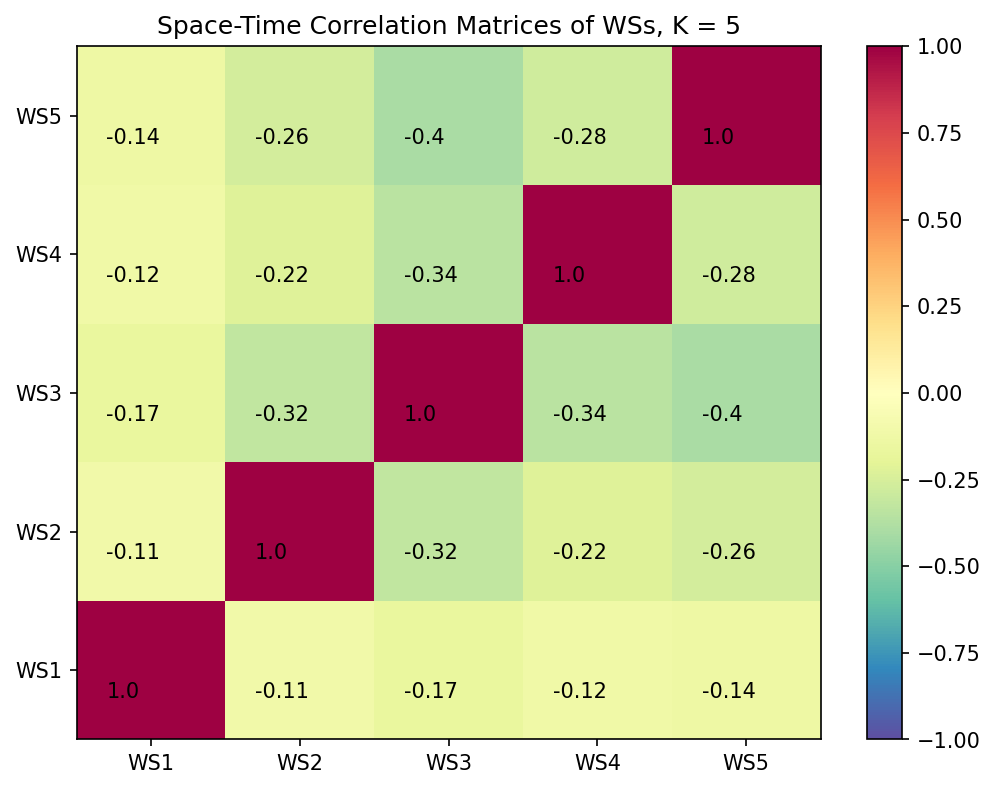 Space-Time Correlation Matrices of WSs, K = 5
WS5 -0.14 -0.26 -0.4 -0.28 1.0
WS4 -0.12 -0.22 -0.34 1.0 -0.28
WS3 -0.17 -0.32 1.0 -0.34 -0.4
WS2 -0.11 1.0 -0.32 -0.22 -0.26
WS1 1.0 -0.11 -0.17 -0.12 -0.14
WS1 WS2 WS3 WS4 WS5
1.00
0.75
0.50
0.25
0.00
−0.25
−0.50
−0.75
−1.00